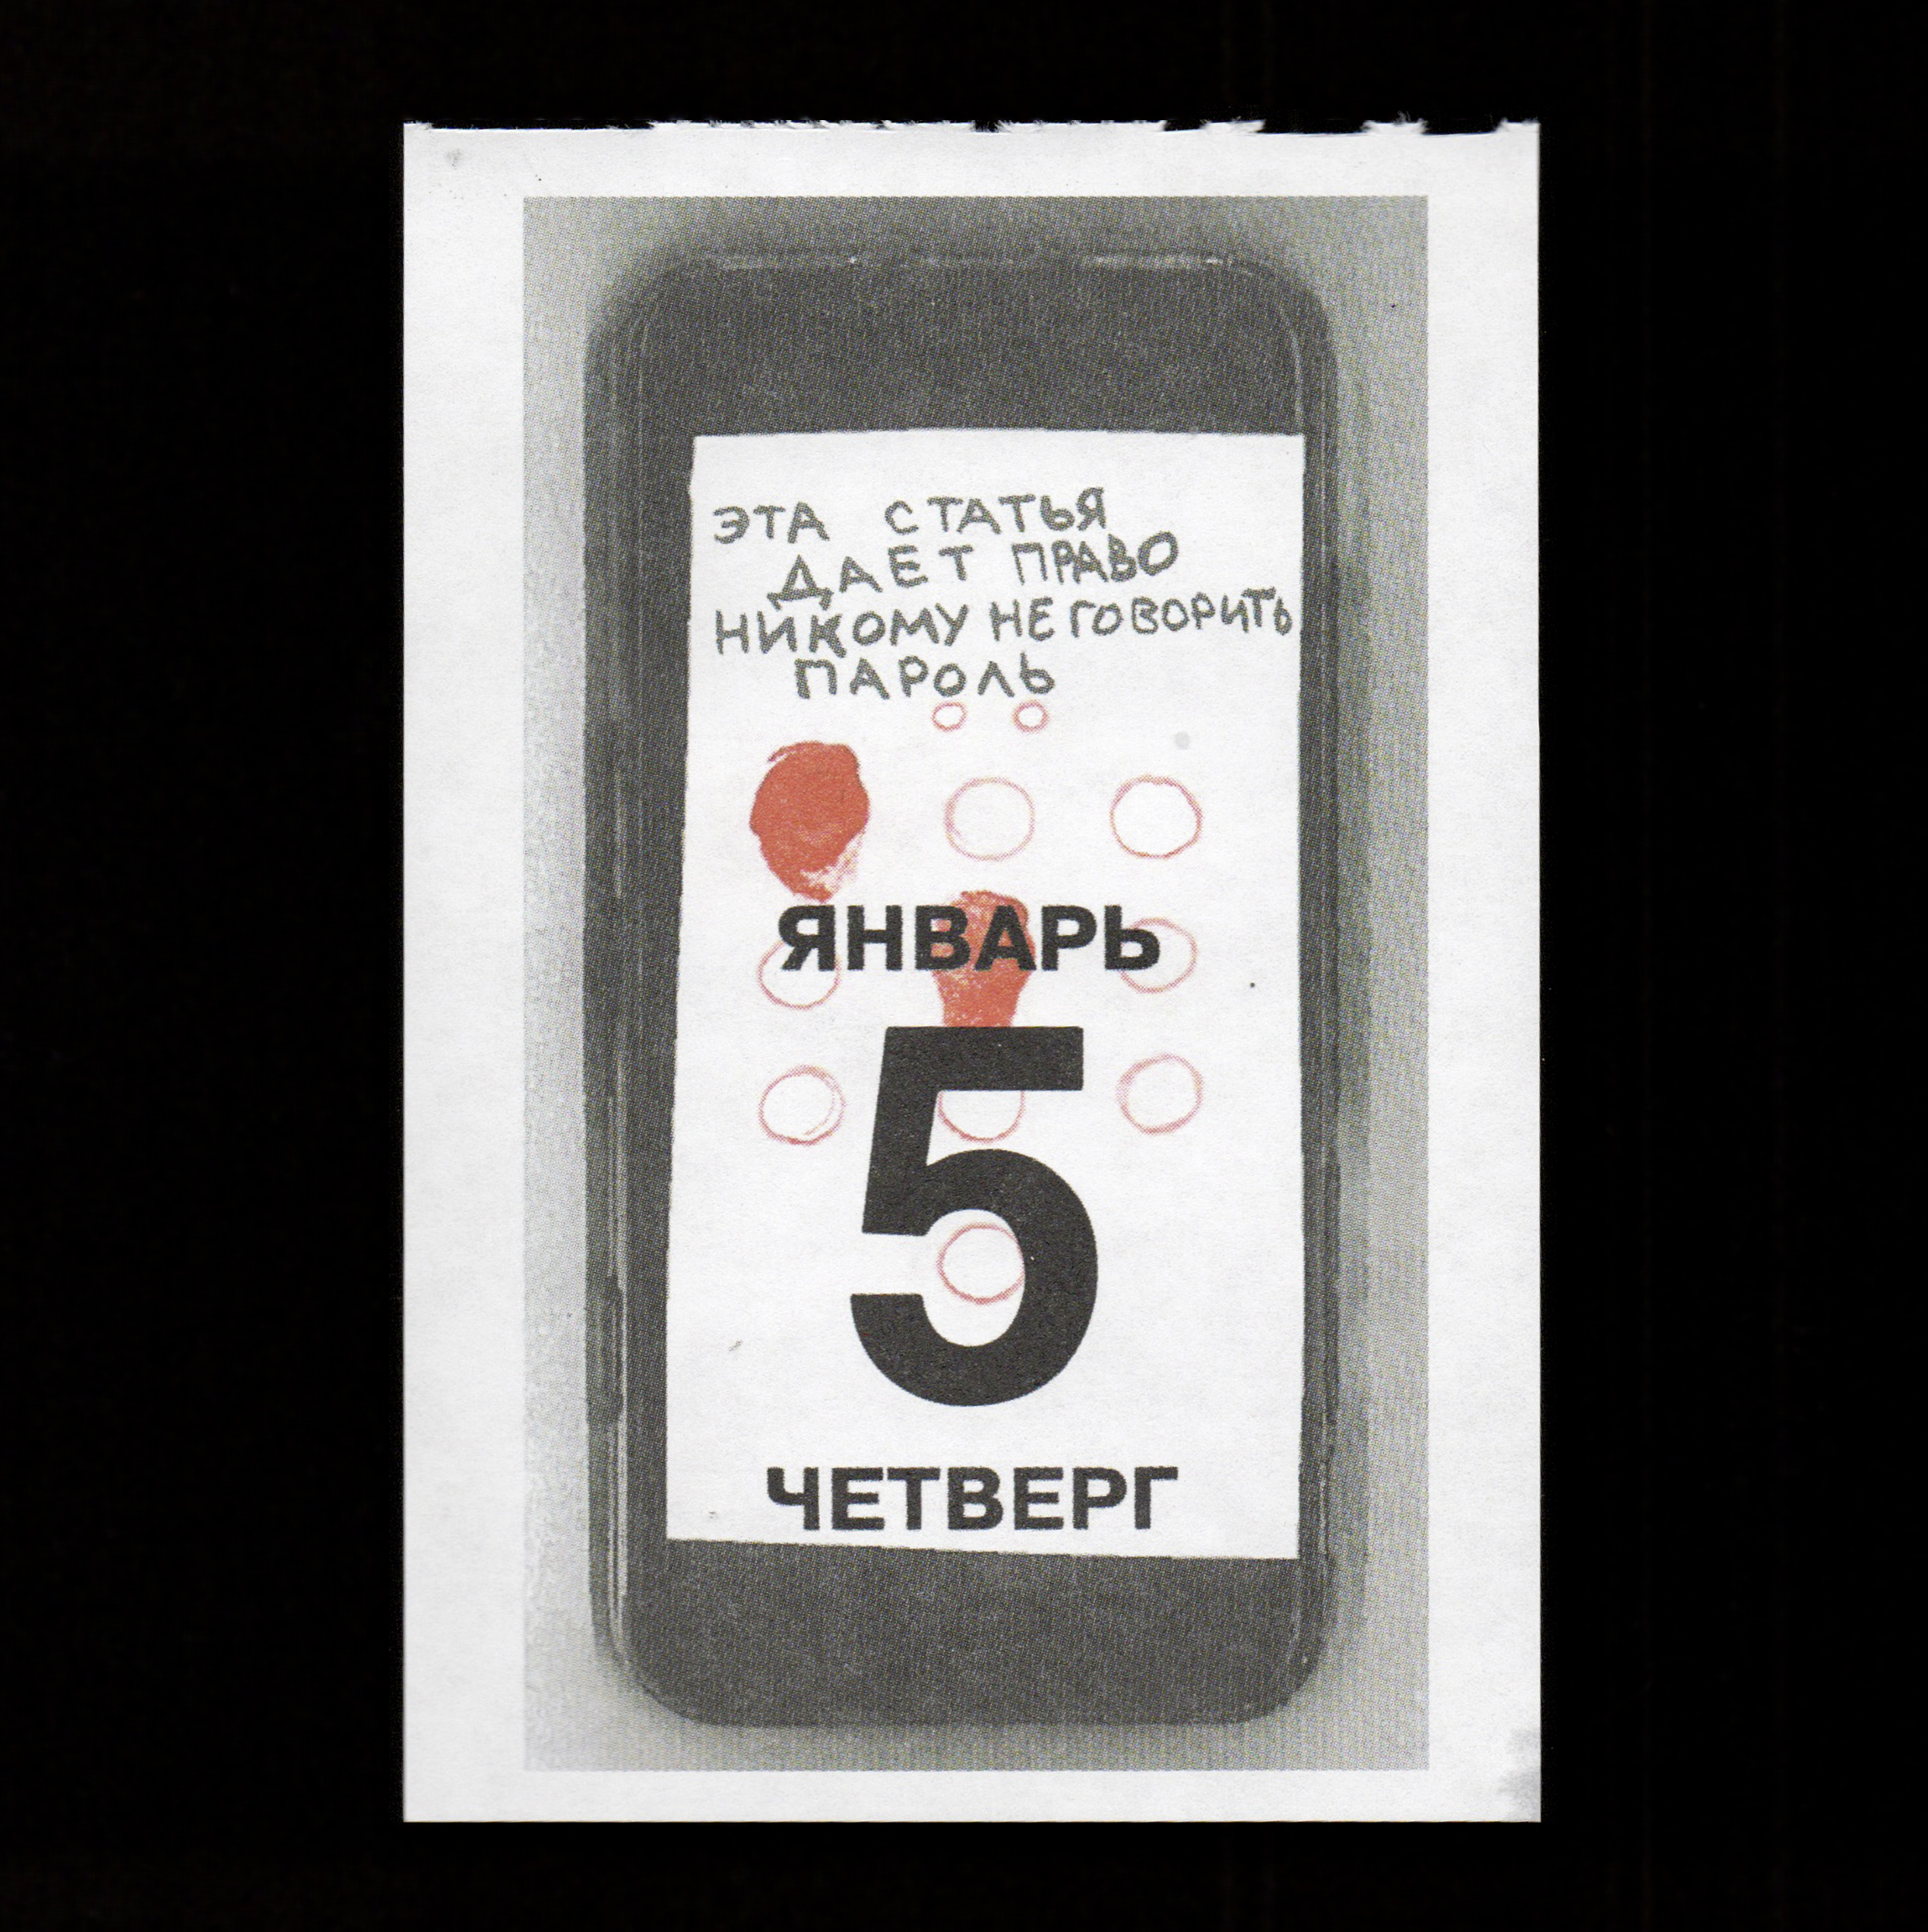 ЭТА СТАТЬЯ
ДАЕТ ПРАВО
НИКОМУ НЕ ГОВОРИТЬ
ПАРОЛЬ
ЯНВАРЬ
5
ЧЕТВЕРГ